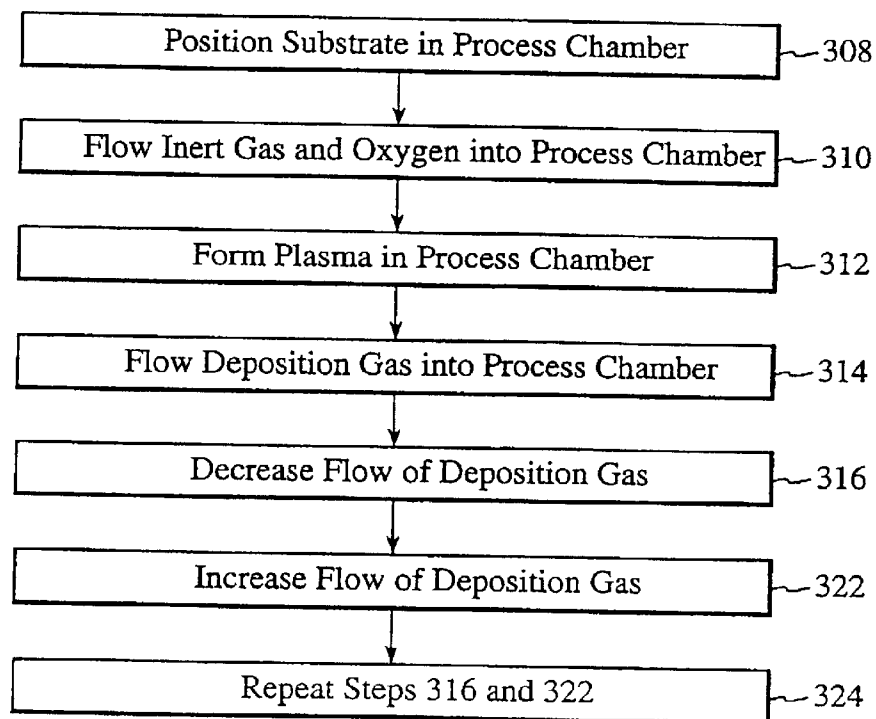 Position Substrate in Process Chamber 308
Flow Inert Gas and Oxygen into Process Chamber 310
Form Plasma in Process Chamber 312
Flow Deposition Gas into Process Chamber 314
Decrease Flow of Deposition Gas 316
Increase Flow of Deposition Gas 322
Repeat Steps 316 and 322 324